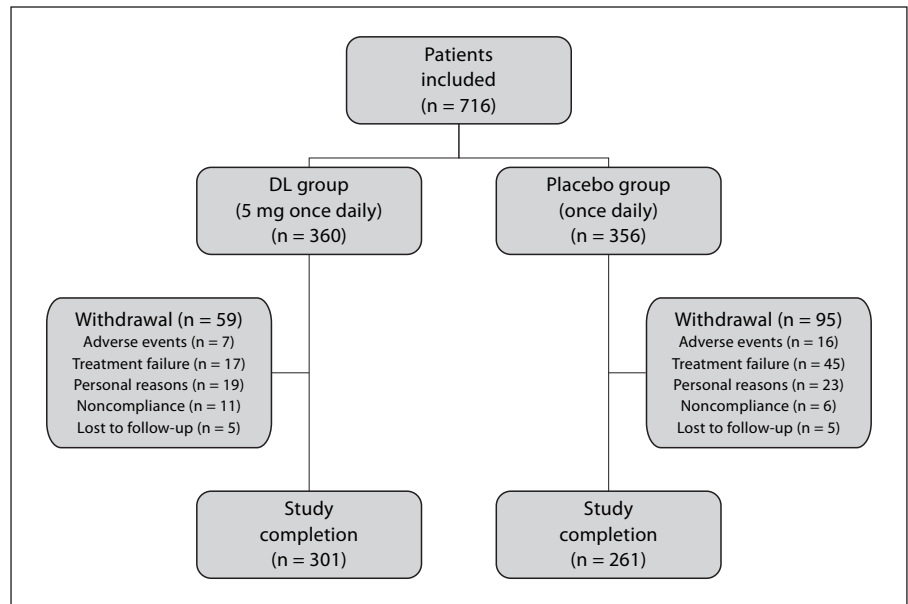 Patients
included
(n = 716)
DL group
(5 mg once daily)
(n = 360)
Placebo group
(once daily)
(n = 356)
Withdrawal (n = 59)
Adverse events (n = 7)
Treatment failure (n = 17)
Personal reasons (n = 19)
Noncompliance (n = 11)
Lost to follow-up (n = 5)
Withdrawal (n = 95)
Adverse events (n = 16)
Treatment failure (n = 45)
Personal reasons (n = 23)
Noncompliance (n = 6)
Lost to follow-up (n = 5)
Study
completion
(n = 301)
Study
completion
(n = 261)